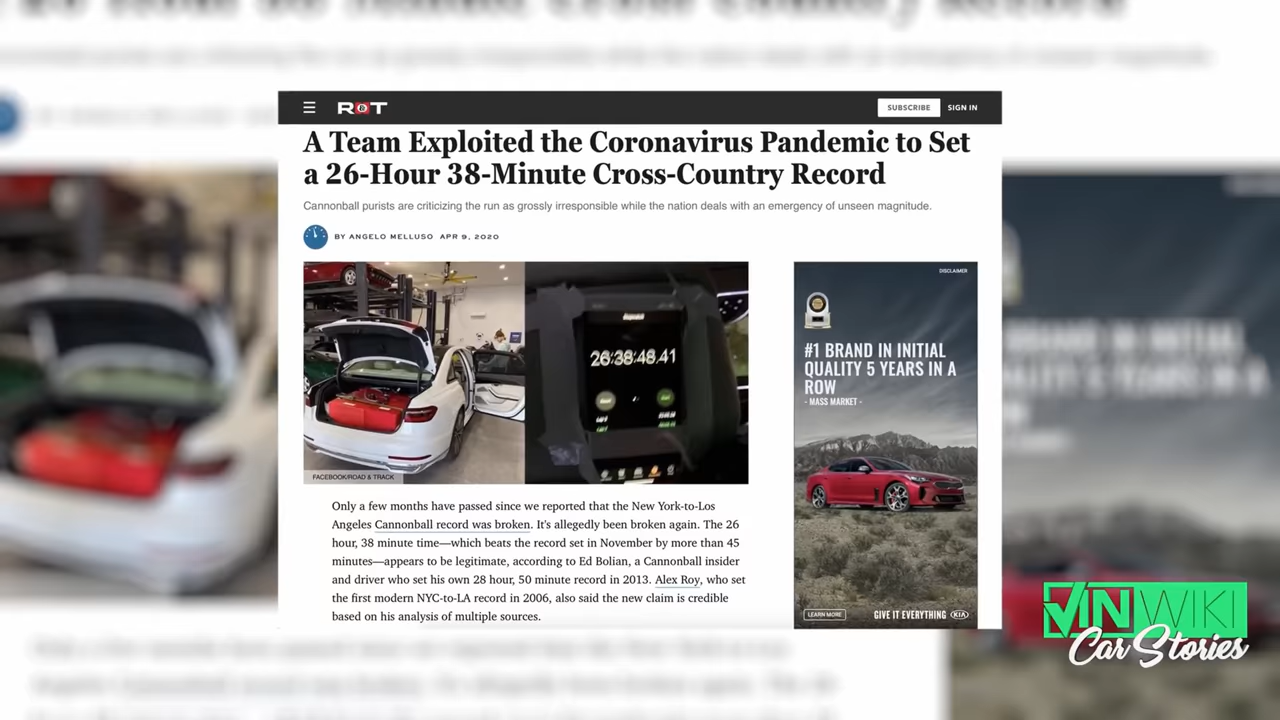 R&T
SUBSCRIBE
SIGN IN
A Team Exploited the Coronavirus Pandemic to Set
a 26-Hour 38-Minute Cross-Country Record
Cannonball purists are criticizing the run as grossly irresponsible while the nation deals with an emergency of unseen magnitude.
BY ANGELO MELLUSO APR 9, 2020
26:38:48.41
FACEBOOK/ROAD & TRACK
DISCLAIMER
#1 BRAND IN INITIAL
QUALITY 5 YEARS IN A
ROW
- MASS MARKET -
LEARN MORE
GIVE IT EVERYTHING KIA
Only a few months have passed since we reported that the New York-to-Los
Angeles Cannonball record was broken. It's allegedly been broken again. The 26
hour, 38 minute time—which beats the record set in November by more than 45
minutes—appears to be legitimate, according to Ed Bolian, a Cannonball insider
and driver who set his own 28 hour, 50 minute record in 2013. Alex Roy, who set
the first modern NYC-to-LA record in 2006, also said the new claim is credible
based on his analysis of multiple sources.
VINWIKI
Car Stories